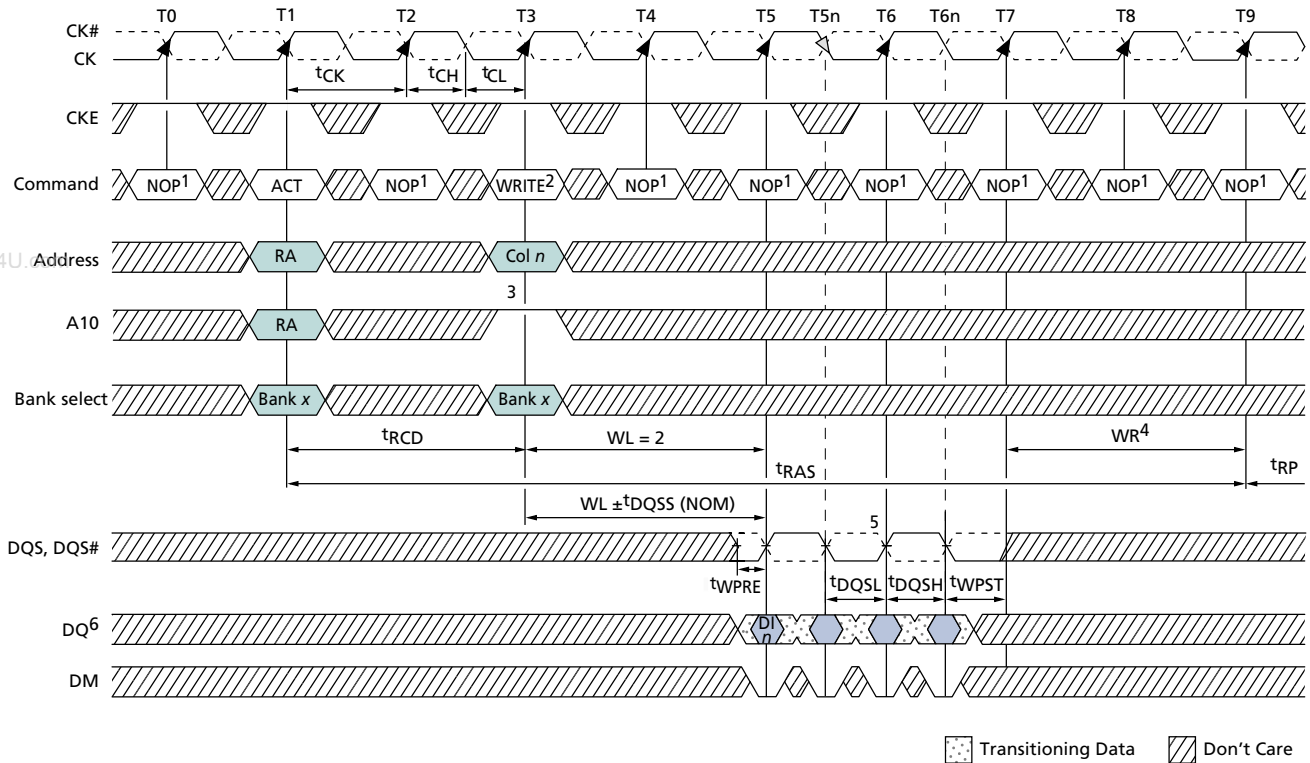 T0 T1 T2 T3 T4 T5 T5n T6 T6n T7 T8 T9
CK#
CK
tCK tCH tCL
CKE
Command NOP1 ACT NOP1 WRITE2 NOP1 NOP1 NOP1 NOP1 NOP1 NOP1
4U.com
Address RA Col n
3
A10 RA
Bank select Bank x Bank x
tRCD WL = 2 WR4
tRAS tRP
WL ±tDQSS (NOM)
5
DQS, DQS#
tWPRE tDQSL tDQSH tWPST
DQ6 DI n
DM
Transitioning Data Don't Care